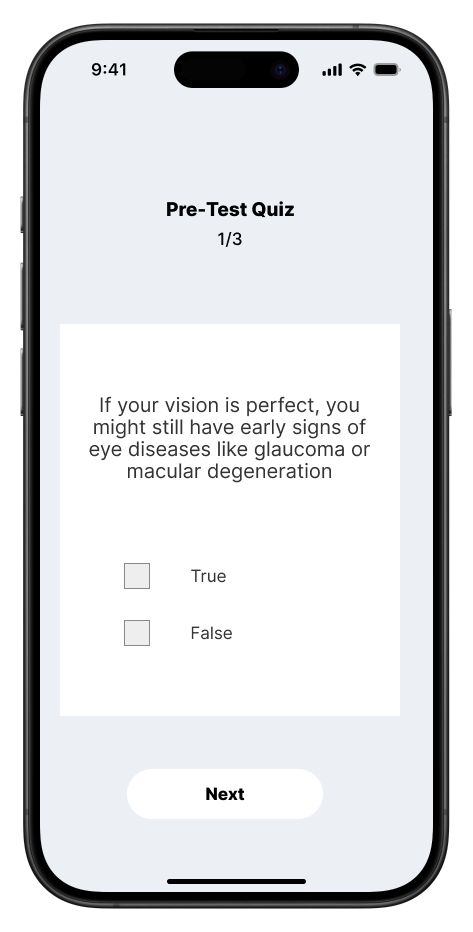 9:41
Pre-Test Quiz
1/3
If your vision is perfect, you
might still have early signs of
eye diseases like glaucoma or
macular degeneration
True
False
Next